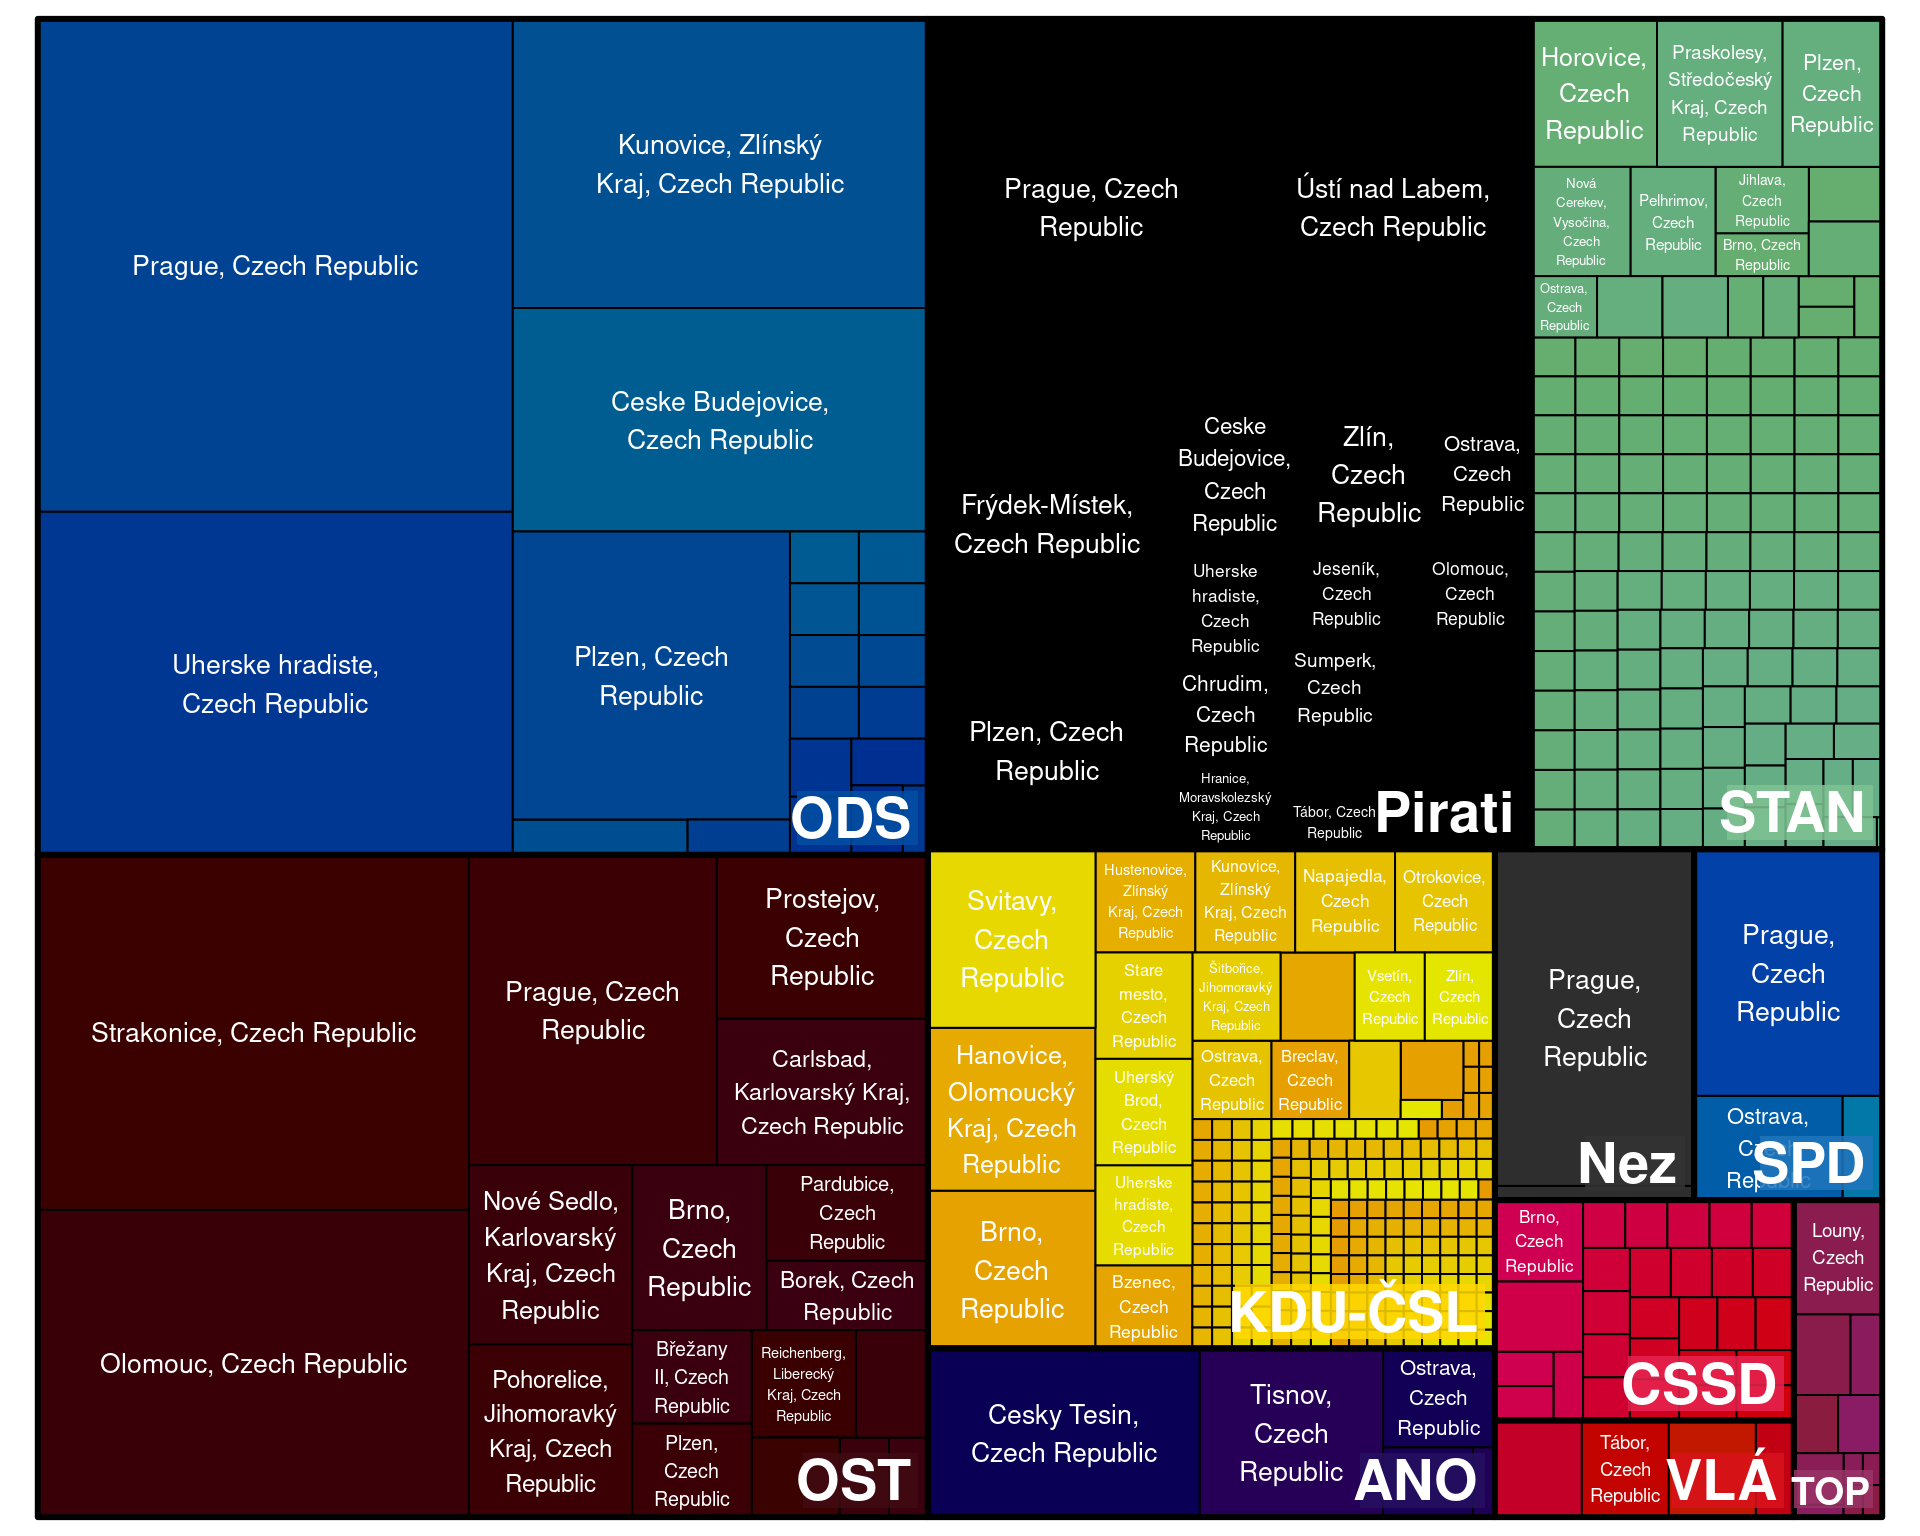 Prague, Czech Republic
Kunovice, Zlínský
Kraj, Czech Republic
Ceske Budejovice,
Czech Republic
Uherske hradiste,
Czech Republic
Plzen, Czech
Republic
ODS
Prague, Czech
Republic
Ústí nad Labem,
Czech Republic
Frýdek-Místek,
Czech Republic
Ceske
Budejovice,
Czech
Republic
Zlín,
Czech
Republic
Ostrava,
Czech
Republic
Uherske
hradiste,
Czech
Republic
Jeseník,
Czech
Republic
Olomouc,
Czech
Republic
Plzen, Czech
Republic
Chrudim,
Czech
Republic
Sumperk,
Czech
Republic
Hranice,
Moravskolezský
Kraj, Czech
Republic
Tábor, Czech
Republic
Pirati
Horovice,
Czech
Republic
Praskolesy,
Středočeský
Kraj, Czech
Republic
Plzen,
Czech
Republic
Nová
Cerekev,
Vysočina,
Czech
Republic
Pelhrimov,
Czech
Republic
Jihlava,
Czech
Republic
Brno, Czech
Republic
Ostrava,
Czech
Republic
STAN
Strakonice, Czech Republic
Olomouc, Czech Republic
Prague, Czech
Republic
Prostejov,
Czech
Republic
Carlsbad,
Karlovarský Kraj,
Czech Republic
Nové Sedlo,
Karlovarský
Kraj, Czech
Republic
Brno,
Czech
Republic
Pardubice,
Czech
Republic
Borek, Czech
Republic
Pohorelice,
Jihomoravký
Kraj, Czech
Republic
Břežany
II, Czech
Republic
Reichenberg,
Liberecký
Kraj, Czech
Republic
Plzen,
Czech
Republic
OST
Svitavy,
Czech
Republic
Hanovice,
Olomoucký
Kraj, Czech
Republic
Brno,
Czech
Republic
Hustenovice,
Zlínský
Kraj, Czech
Republic
Kunovice,
Zlínský
Kraj, Czech
Republic
Napajedla,
Czech
Republic
Otrokovice,
Czech
Republic
Stare
mesto,
Czech
Republic
Šitbořice,
Jihomoravký
Kraj, Czech
Republic
Vsetín,
Czech
Republic
Zlín,
Czech
Republic
Uherský
Brod,
Czech
Republic
Ostrava,
Czech
Republic
Breclav,
Czech
Republic
Uherske
hradiste,
Czech
Republic
Bzenec,
Czech
Republic
KDU-ČSL
Cesky Tesin,
Czech Republic
Tisnov,
Czech
Republic
Ostrava,
Czech
Republic
ANO
Prague,
Czech
Republic
Nez
Prague,
Czech
Republic
Ostrava,
SPD
Brno,
Czech
Republic
CSSD
Tábor,
Czech
Republic
VLÁ
Louny,
Czech
Republic
TOP